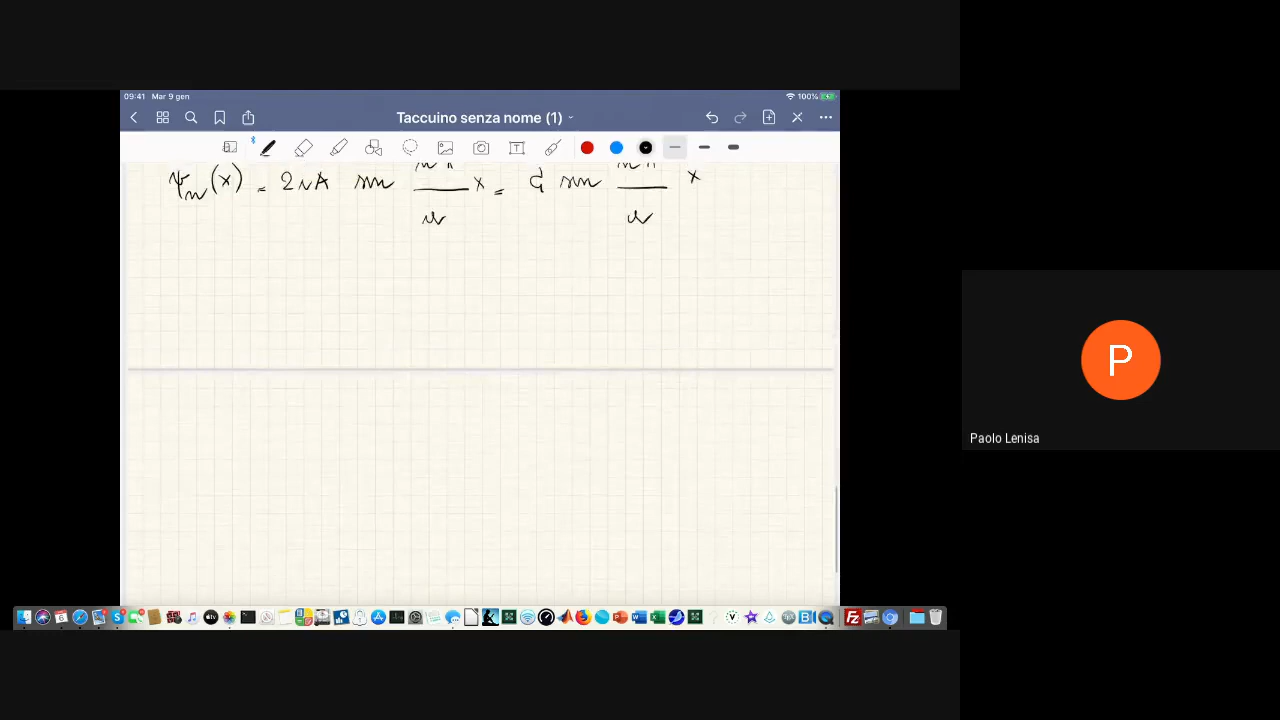 09:41 Mar 9 gen 100%
Taccuino senza nome (1)
ψn(x) = 2iA sin nπ/a x = C sin nπ/a x
P
Paolo Lenisa